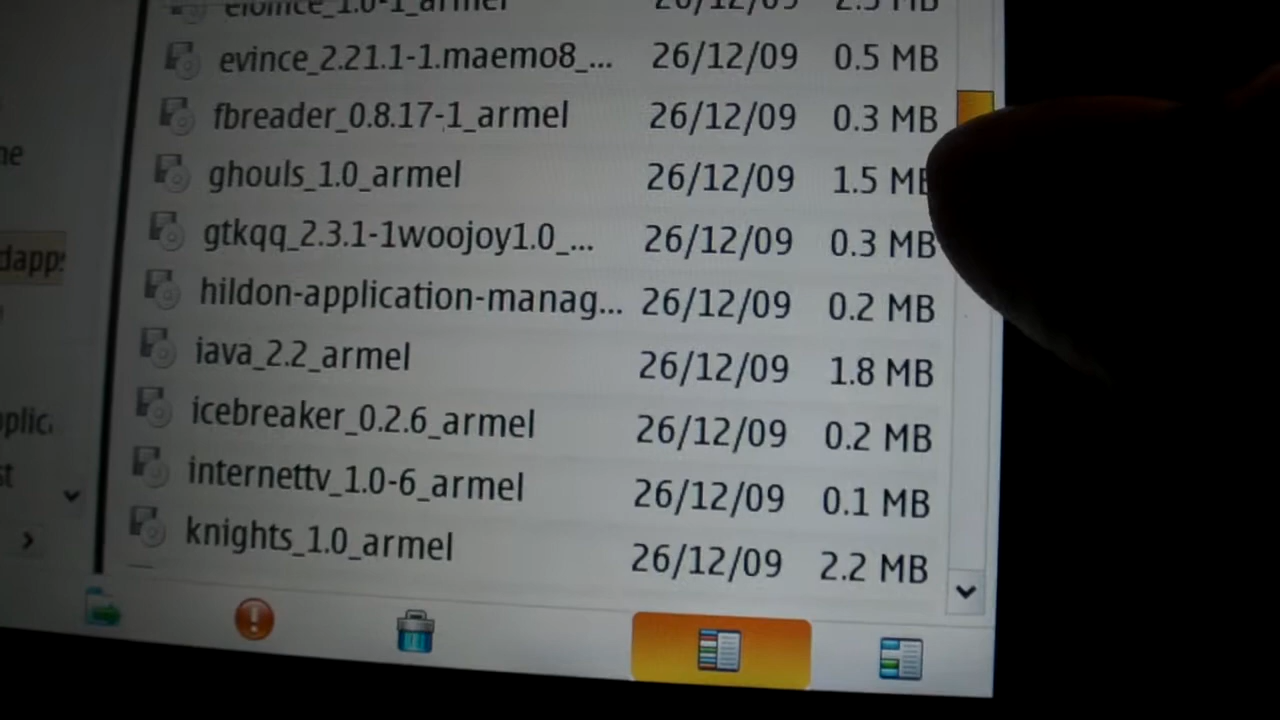 evince_2.21.1-1.maemo8_... 26/12/09 0.5 MB
fbreader_0.8.17-1_armel 26/12/09 0.3 MB
ghouls_1.0_armel 26/12/09 1.5 MB
gtkqq_2.3.1-1woojoy1.0_... 26/12/09 0.3 MB
hildon-application-manag... 26/12/09 0.2 MB
iava_2.2_armel 26/12/09 1.8 MB
icebreaker_0.2.6_armel 26/12/09 0.2 MB
internettv_1.0-6_armel 26/12/09 0.1 MB
knights_1.0_armel 26/12/09 2.2 MB